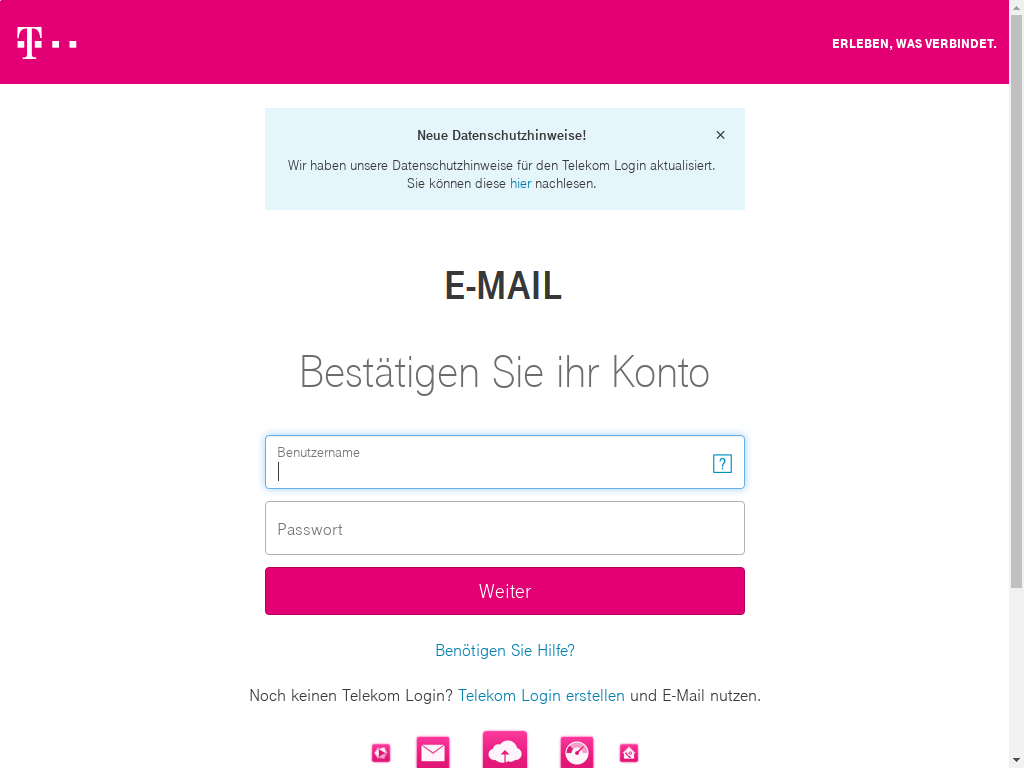 T
ERLEBEN, WAS VERBINDET.
Neue Datenschutzhinweise!
Wir haben unsere Datenschutzhinweise für den Telekom Login aktualisiert.
Sie können diese hier nachlesen.
E-MAIL
Bestätigen Sie ihr Konto
Benutzername
?
Passwort
Weiter
Benötigen Sie Hilfe?
Noch keinen Telekom Login? Telekom Login erstellen und E-Mail nutzen.